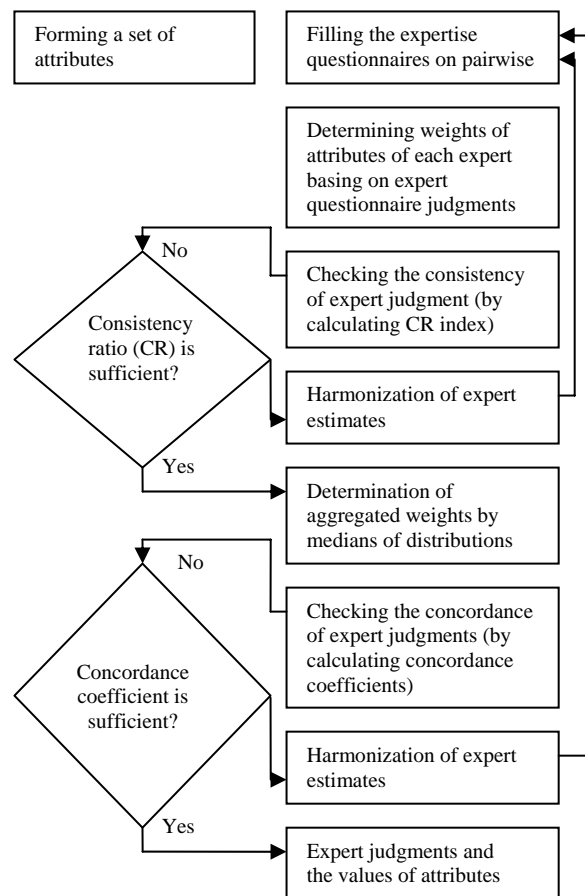 Forming a set of
attributes
Filling the expertise
questionnaires on pairwise
Determining weights of
attributes of each expert
basing on expert
questionnaire judgments
No
Checking the consistency
of expert judgment (by
calculating CR index)
Consistency
ratio (CR) is
sufficient?
Harmonization of expert
estimates
Yes
Determination of
aggregated weights by
medians of distributions
No
Checking the concordance
of expert judgments (by
calculating concordance
coefficients)
Concordance
coefficient is
sufficient?
Harmonization of expert
estimates
Yes
Expert judgments and
the values of attributes